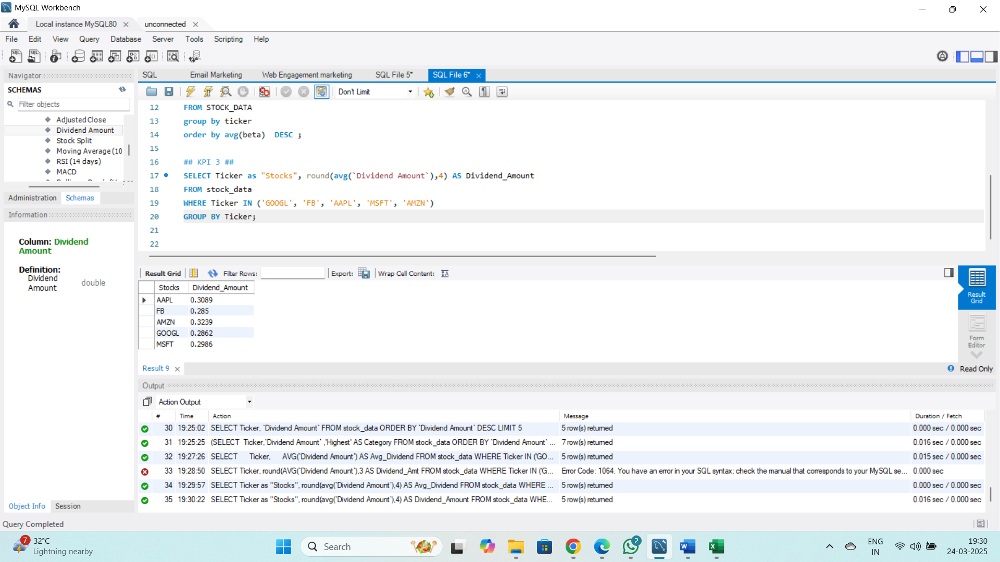 MySQL Workbench
Local instance MySQL80
unconnected
File Edit View Query Database Server Tools Scripting Help
Navigator
SCHEMAS
Filter objects
Adjusted Close
Dividend Amount
Stock Split
Moving Average (10
RSI (14 days)
MACD
Administration Schemas
Information
Column: Dividend
Amount
Definition:
Dividend
Amount
double
Object Info Session
SQL Email Marketing Web Engagement marketing SQL File 5* SQL File 6*
Don't Limit
12 FROM STOCK_DATA
13 group by ticker
14 order by avg(beta)  DESC ;
15
16 ## KPI 3 ##
17 SELECT Ticker as "Stocks", round(avg(`Dividend Amount`),4) AS Dividend_Amount
18 FROM stock_data
19 WHERE Ticker IN ('GOOGL', 'FB', 'AAPL', 'MSFT', 'AMZN')
20 GROUP BY Ticker;
21
22
Result Grid Filter Rows: Export: Wrap Cell Content:
Stocks Dividend_Amount
AAPL 0.3089
FB 0.285
AMZN 0.3239
GOOGL 0.2862
MSFT 0.2986
Result
Grid
Form
Editor
Result 9
Read Only
Output
Action Output
# Time Action Message Duration / Fetch
30 19:25:02 SELECT Ticker, `Dividend Amount` FROM stock_data ORDER BY `Dividend Amount` DESC LIMIT 5 5 row(s) returned 0.000 sec / 0.000 sec
31 19:25:25 (SELECT  Ticker,`Dividend Amount` ,'Highest' AS Category FROM stock_data ORDER BY `Dividend Amount` ... 7 row(s) returned 0.016 sec / 0.000 sec
32 19:27:26 SELECT Ticker, AVG(`Dividend Amount`) AS Avg_Dividend FROM stock_data WHERE Ticker IN ('GO... 5 row(s) returned 0.015 sec / 0.000 sec
33 19:28:50 SELECT Ticker, round(AVG(`Dividend Amount`),3 AS Dividend_Amt FROM stock_data WHERE Ticker IN ('G... Error Code: 1064. You have an error in your SQL syntax; check the manual that corresponds to your MySQL se... 0.000 sec
34 19:29:57 SELECT Ticker as "Stocks", round(avg(`Dividend Amount`),4) AS Avg_Dividend FROM stock_data WHERE ... 5 row(s) returned 0.000 sec / 0.000 sec
35 19:30:22 SELECT Ticker as "Stocks", round(avg(`Dividend Amount`),4) AS Dividend_Amount FROM stock_data WHE... 5 row(s) returned 0.016 sec / 0.000 sec
Query Completed
7
32°C
Lightning nearby
Search
2
ENG
IN
19:30
24-03-2025